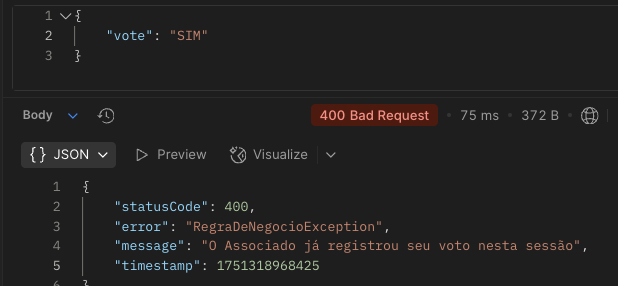 1 {
2 "vote": "SIM"
3 }
Body 400 Bad Request • 75 ms • 372 B •
{} JSON Preview Visualize
1 {
2 "statusCode": 400,
3 "error": "RegraDeNegocioException",
4 "message": "O Associado já registrou seu voto nesta sessão",
5 "timestamp": 1751318968425
}